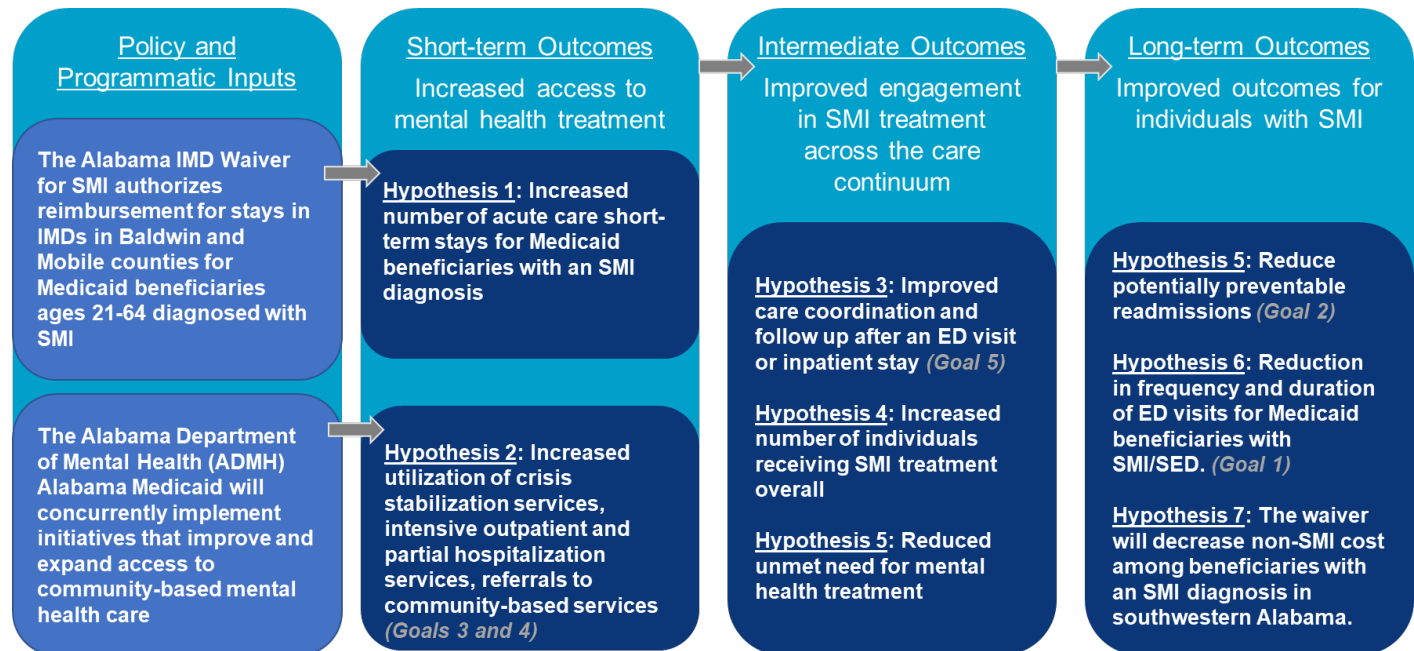 Policy and
Programmatic Inputs
The Alabama IMD Waiver
for SMI authorizes
reimbursement for stays in
IMDs in Baldwin and
Mobile counties for
Medicaid beneficiaries
ages 21-64 diagnosed with
SMI
The Alabama Department
of Mental Health (ADMH)
Alabama Medicaid will
concurrently implement
initiatives that improve and
expand access to
community-based mental
health care
Short-term Outcomes
Increased access to
mental health treatment
Hypothesis 1: Increased
number of acute care short-
term stays for Medicaid
beneficiaries with an SMI
diagnosis
Hypothesis 2: Increased
utilization of crisis
stabilization services,
intensive outpatient and
partial hospitalization
services, referrals to
community-based services
(Goals 3 and 4)
Intermediate Outcomes
Improved engagement
in SMI treatment
across the care
continuum
Hypothesis 3: Improved
care coordination and
follow up after an ED visit
or inpatient stay (Goal 5)
Hypothesis 4: Increased
number of individuals
receiving SMI treatment
overall
Hypothesis 5: Reduced
unmet need for mental
health treatment
Long-term Outcomes
Improved outcomes for
individuals with SMI
Hypothesis 5: Reduce
potentially preventable
readmissions (Goal 2)
Hypothesis 6: Reduction
in frequency and duration
of ED visits for Medicaid
beneficiaries with
SMI/SED. (Goal 1)
Hypothesis 7: The waiver
will decrease non-SMI cost
among beneficiaries with
an SMI diagnosis in
southwestern Alabama.